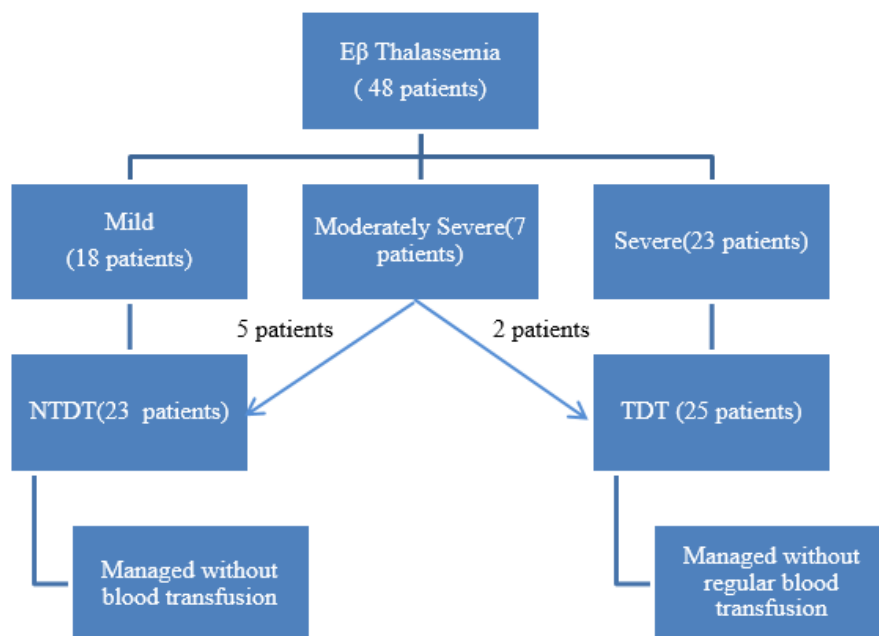 Eβ Thalassemia
( 48 patients)
Mild
(18 patients)
Moderately Severe(7
patients)
Severe(23 patients)
5 patients
2 patients
NTDT(23 patients)
TDT (25 patients)
Managed without
blood transfusion
Managed without
regular blood
transfusion